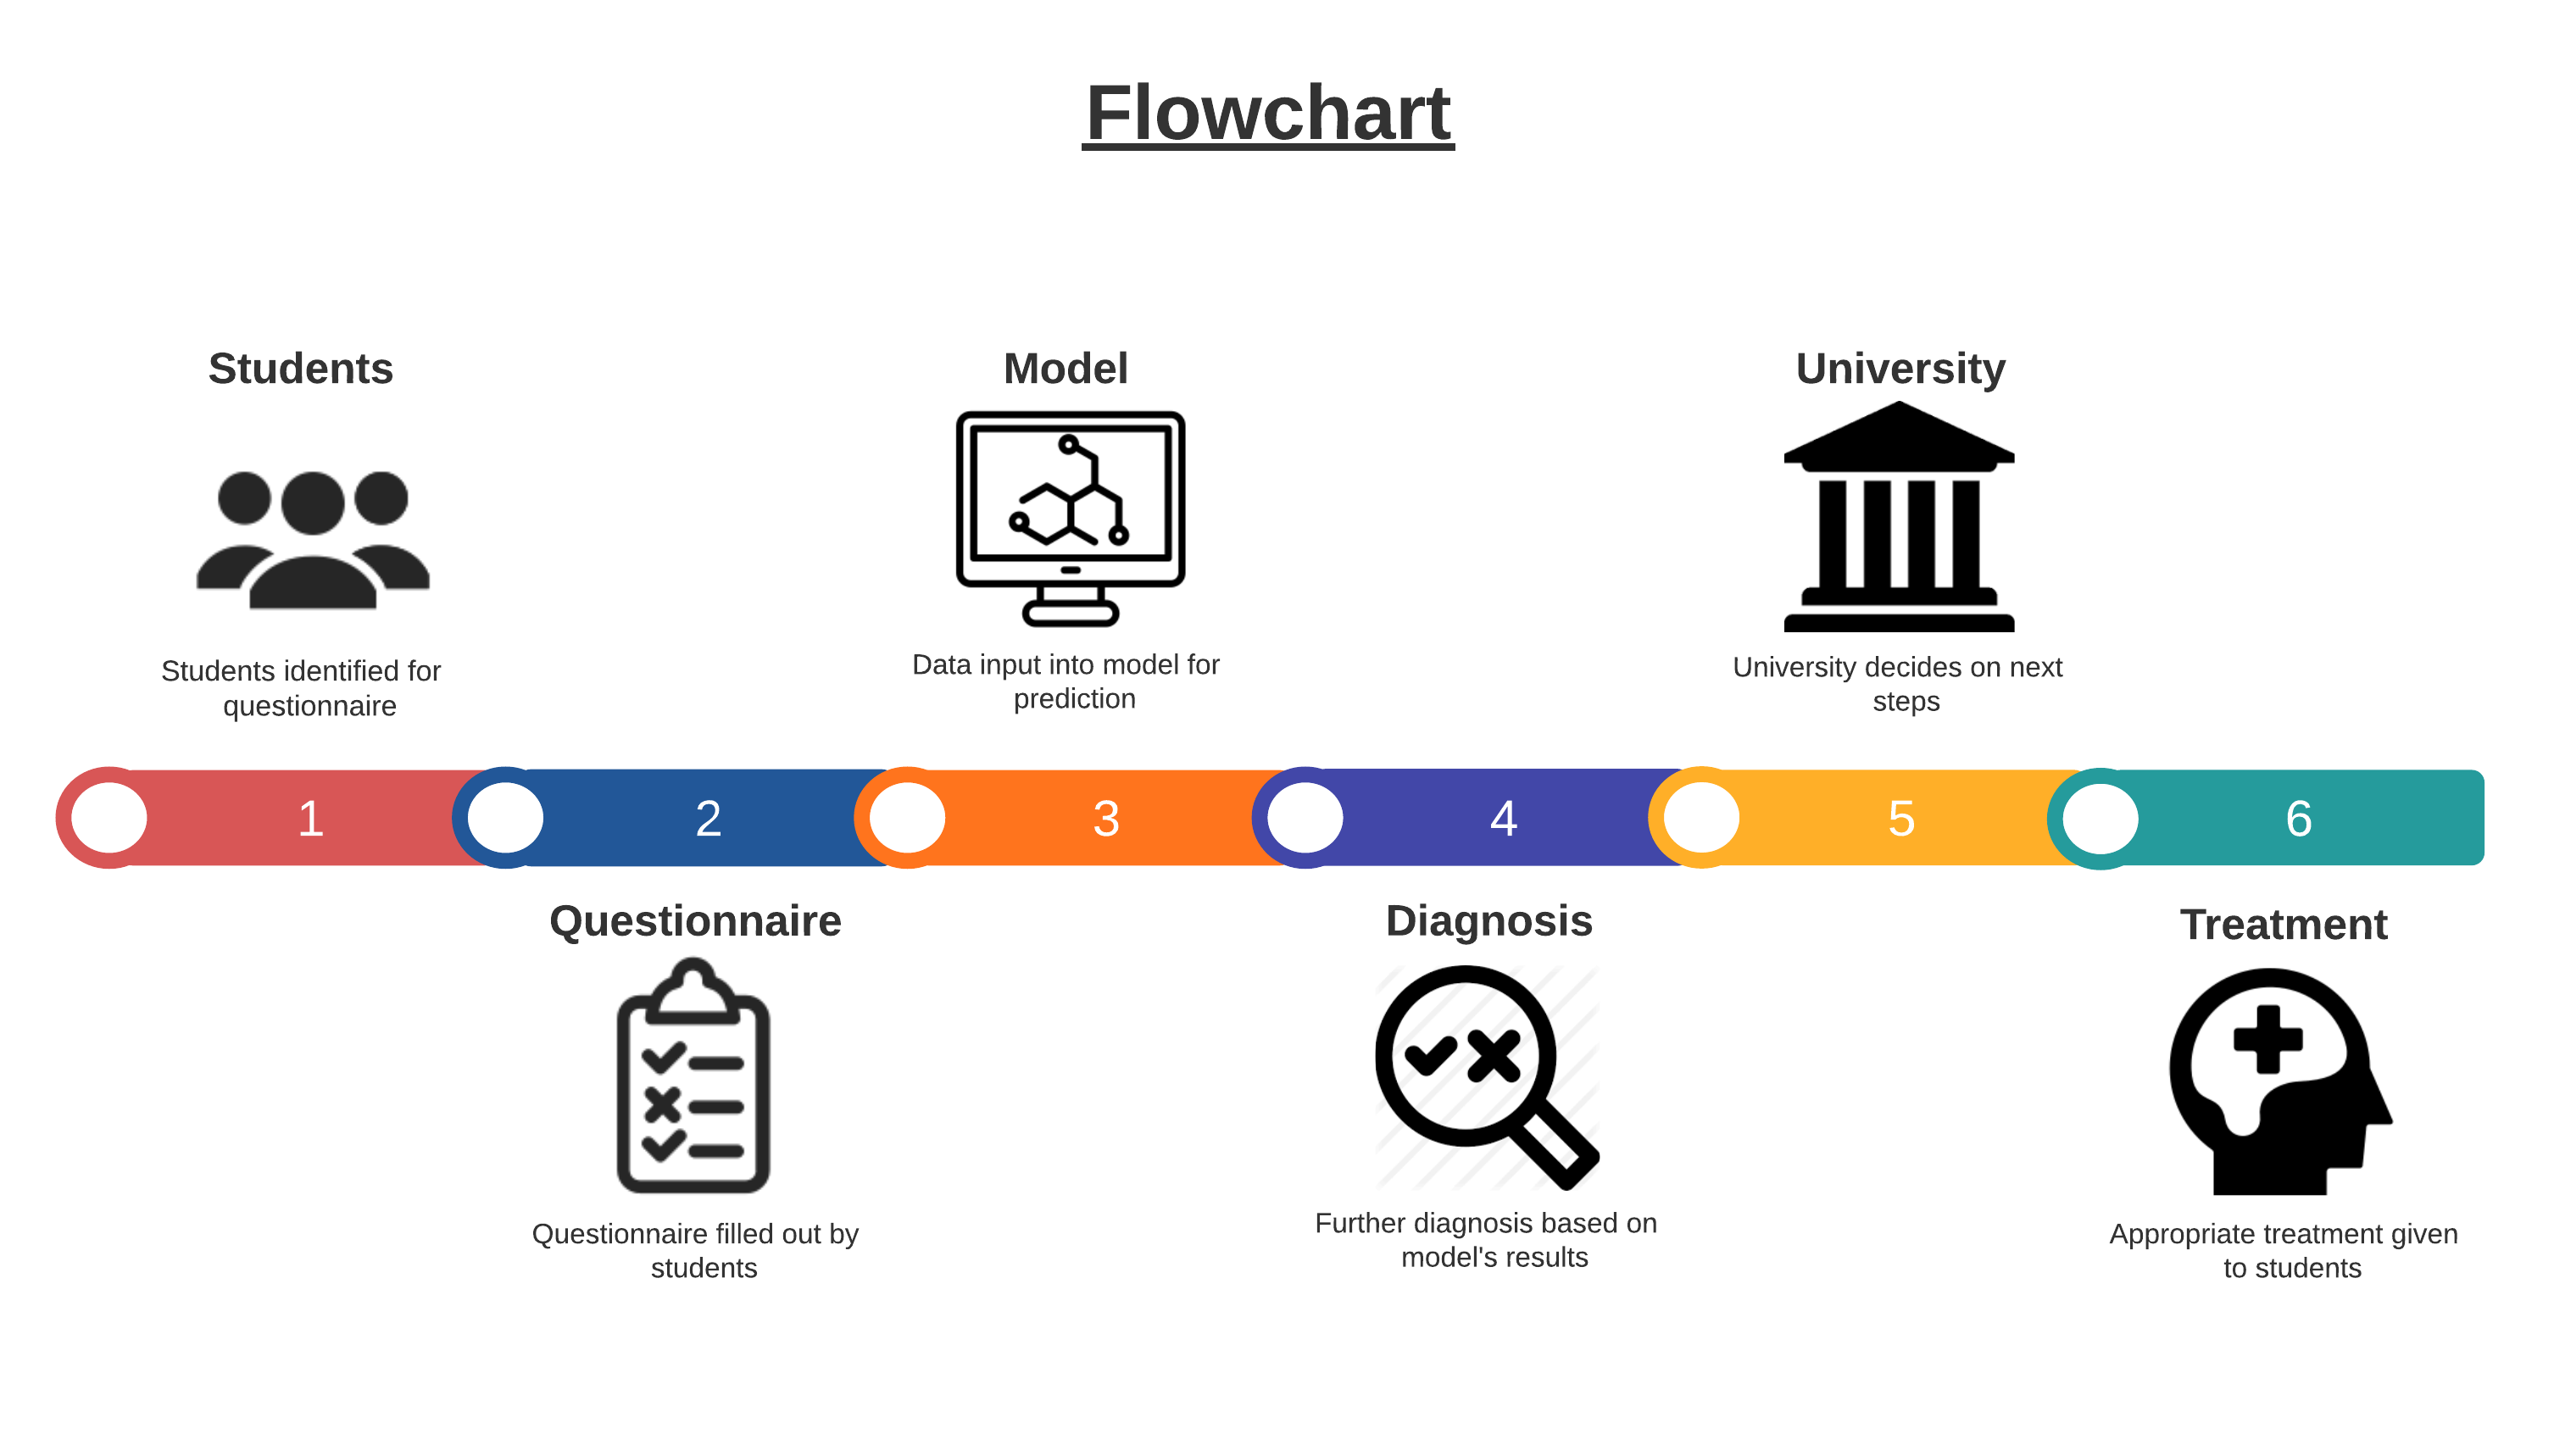 Flowchart
Students
Students identified for
questionnaire
Model
Data input into model for
prediction
University
University decides on next
steps
1
2
3
4
5
6
Questionnaire
Questionnaire filled out by
students
Diagnosis
Further diagnosis based on
model's results
Treatment
Appropriate treatment given
to students